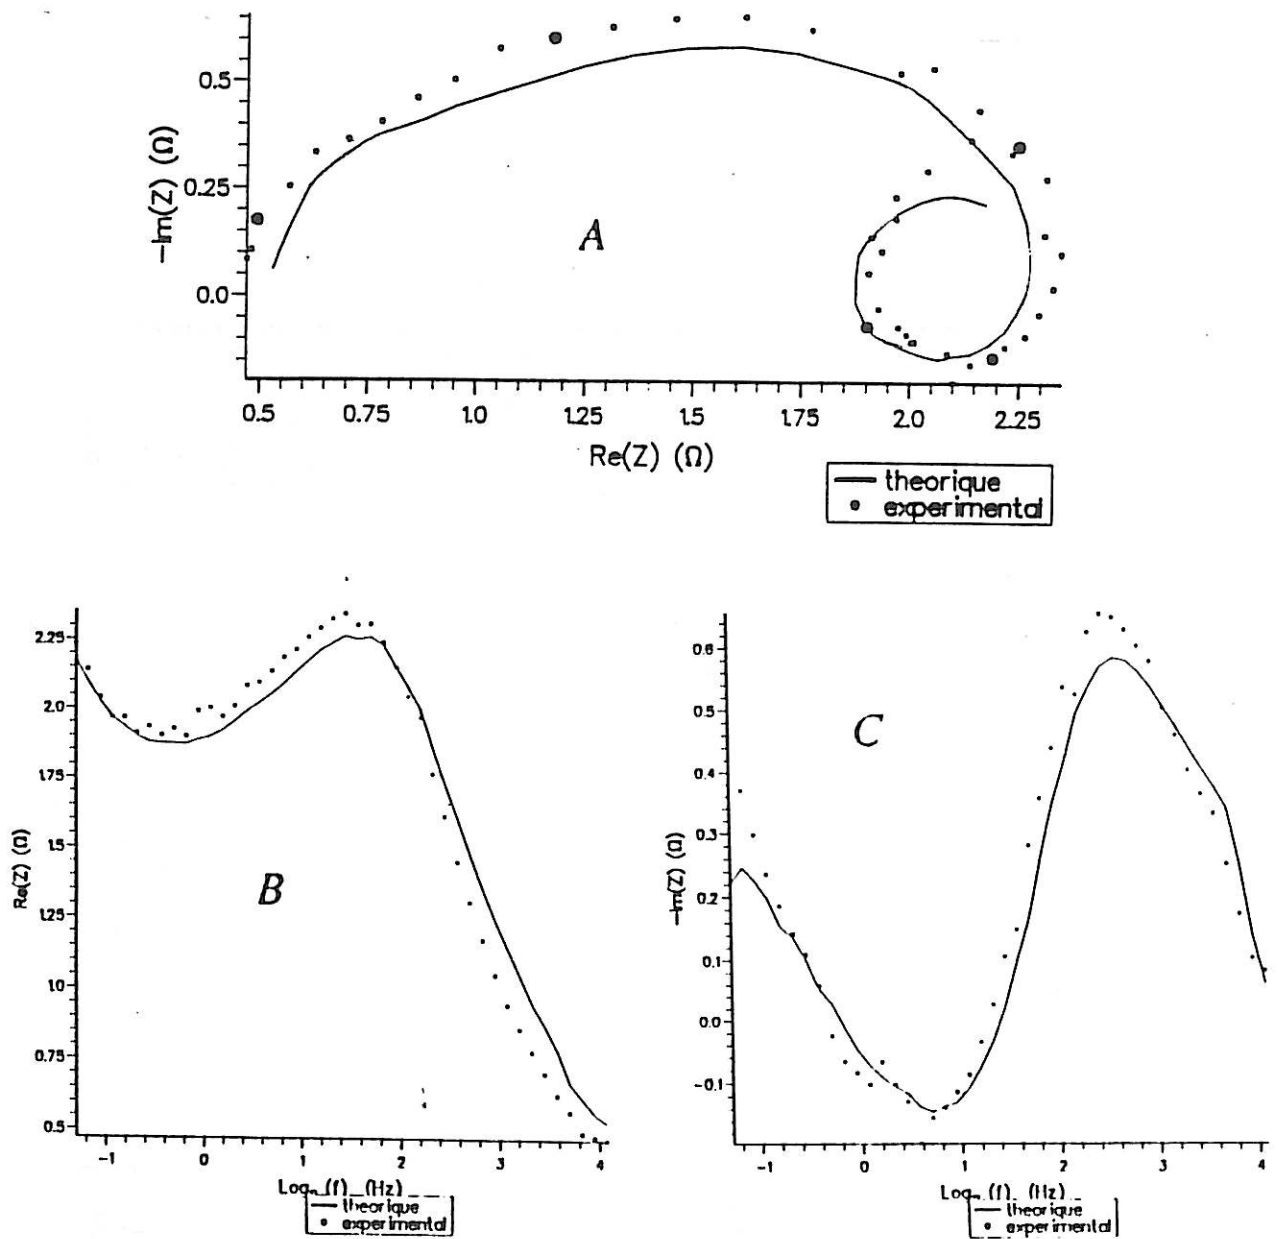 0.5
0.25
0.0
-Im(Z) (Ω)
A
0.5 0.75 1.0 1.25 1.5 1.75 2.0 2.25
Re(Z) (Ω)
theorique
experimental
2.25
2.0
1.75
1.5
1.25
1.0
0.75
0.5
Re(Z) (Ω)
B
-1 0 1 2 3 4
(f) (Hz)
theorique
experimental
0.6
0.5
0.4
0.3
0.2
0.1
0.0
-0.1
-Im(Z) (Ω)
C
-1 0 1 2 3 4
(f) (Hz)
theorique
experimental